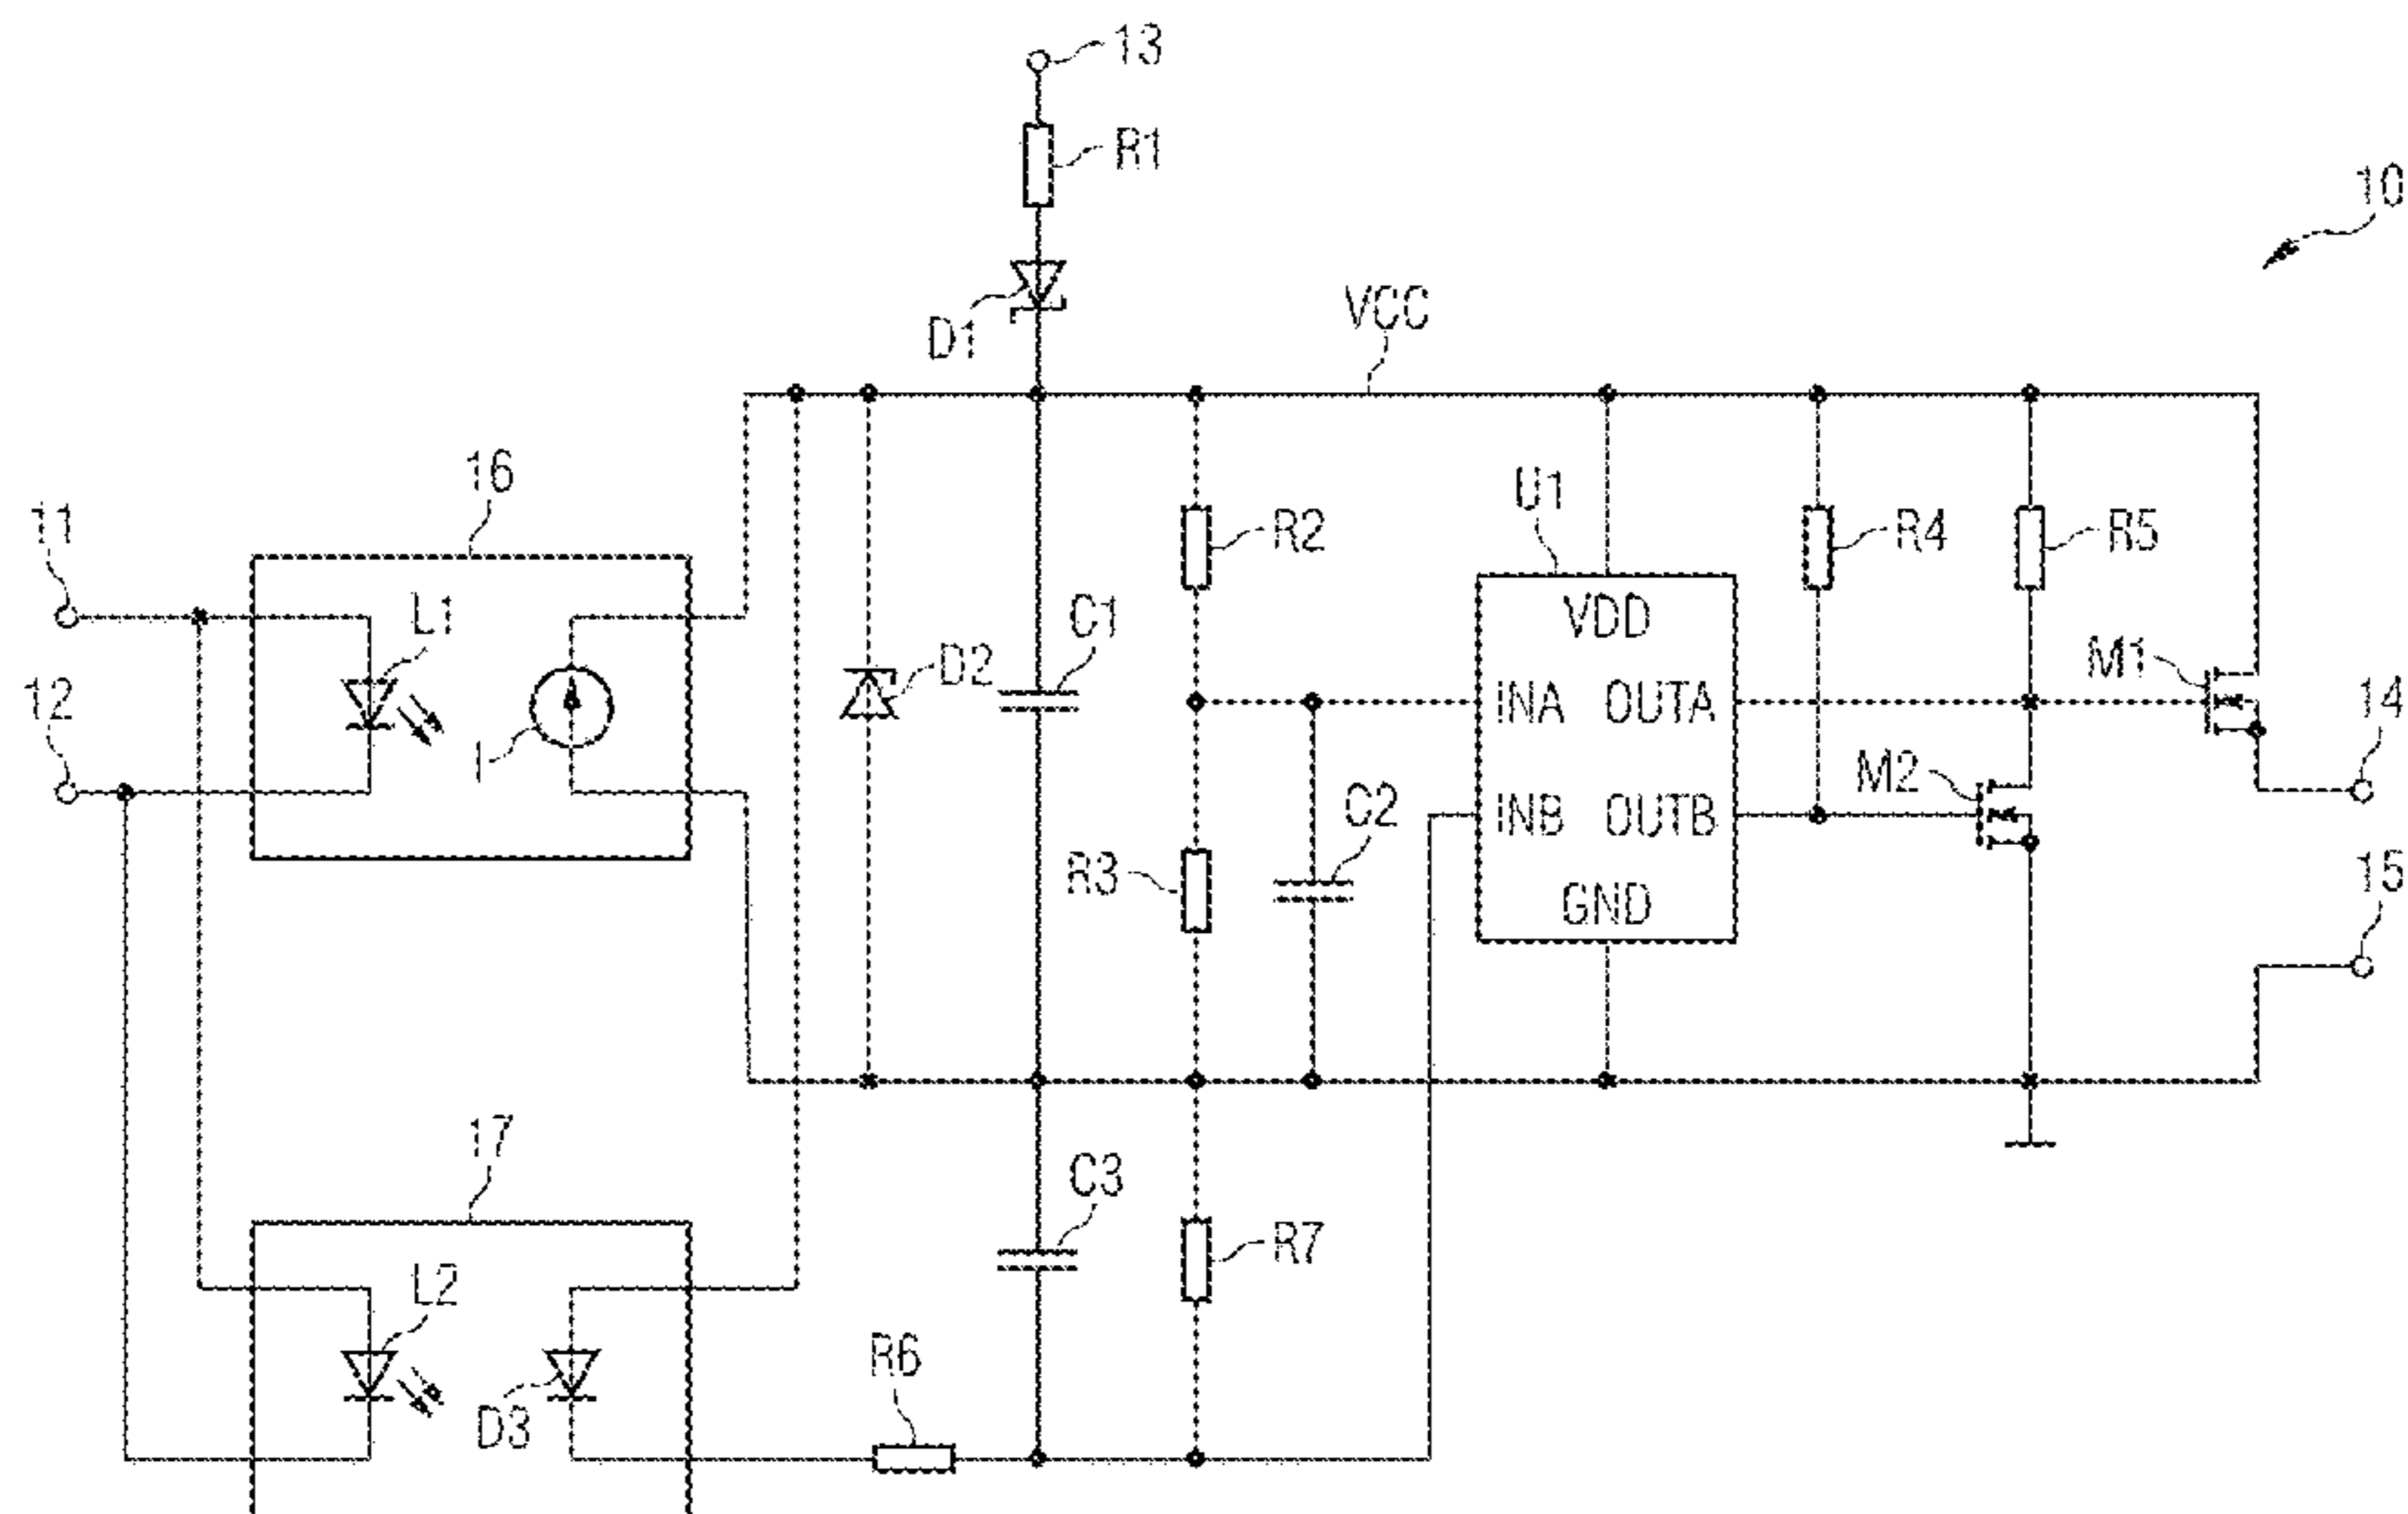 13
R1
10
D1
VCC
16
U1
11
R2
R4
R5
L1
C1
VDD
M1
12
D2
INA OUTA
14
I
M2
C2
INB OUTB
R3
15
GND
17
C3
L2
R7
R6
D3